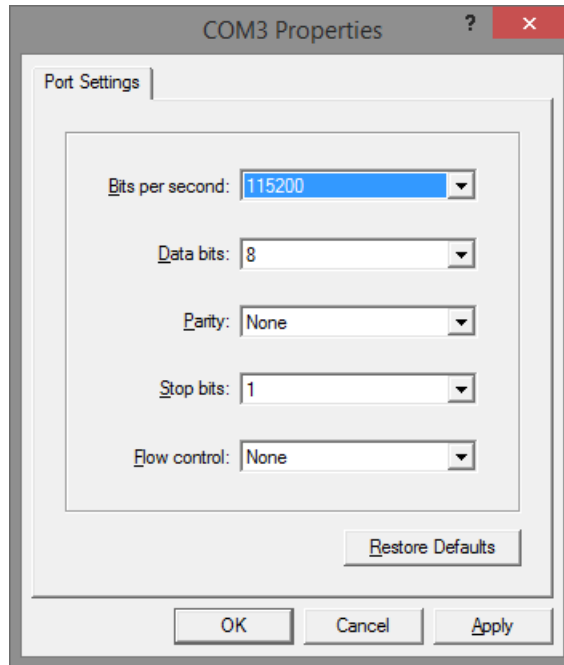 COM3 Properties ? ×
Port Settings
Bits per second: 115200
Data bits: 8
Parity: None
Stop bits: 1
Flow control: None
Restore Defaults
OK Cancel Apply